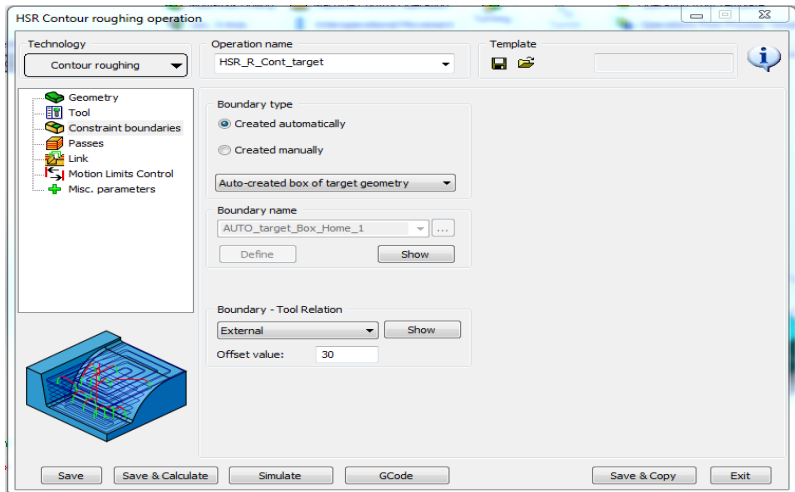 HSR Contour roughing operation
Technology
Contour roughing
Operation name
HSR_R_Cont_target
Template
Geometry
Tool
Constraint boundaries
Passes
Link
Motion Limits Control
Misc. parameters
Boundary type
Created automatically
Created manually
Auto-created box of target geometry
Boundary name
AUTO_target_Box_Home_1
...
Define
Show
Boundary - Tool Relation
External
Show
Offset value:
30
Save
Save & Calculate
Simulate
GCode
Save & Copy
Exit